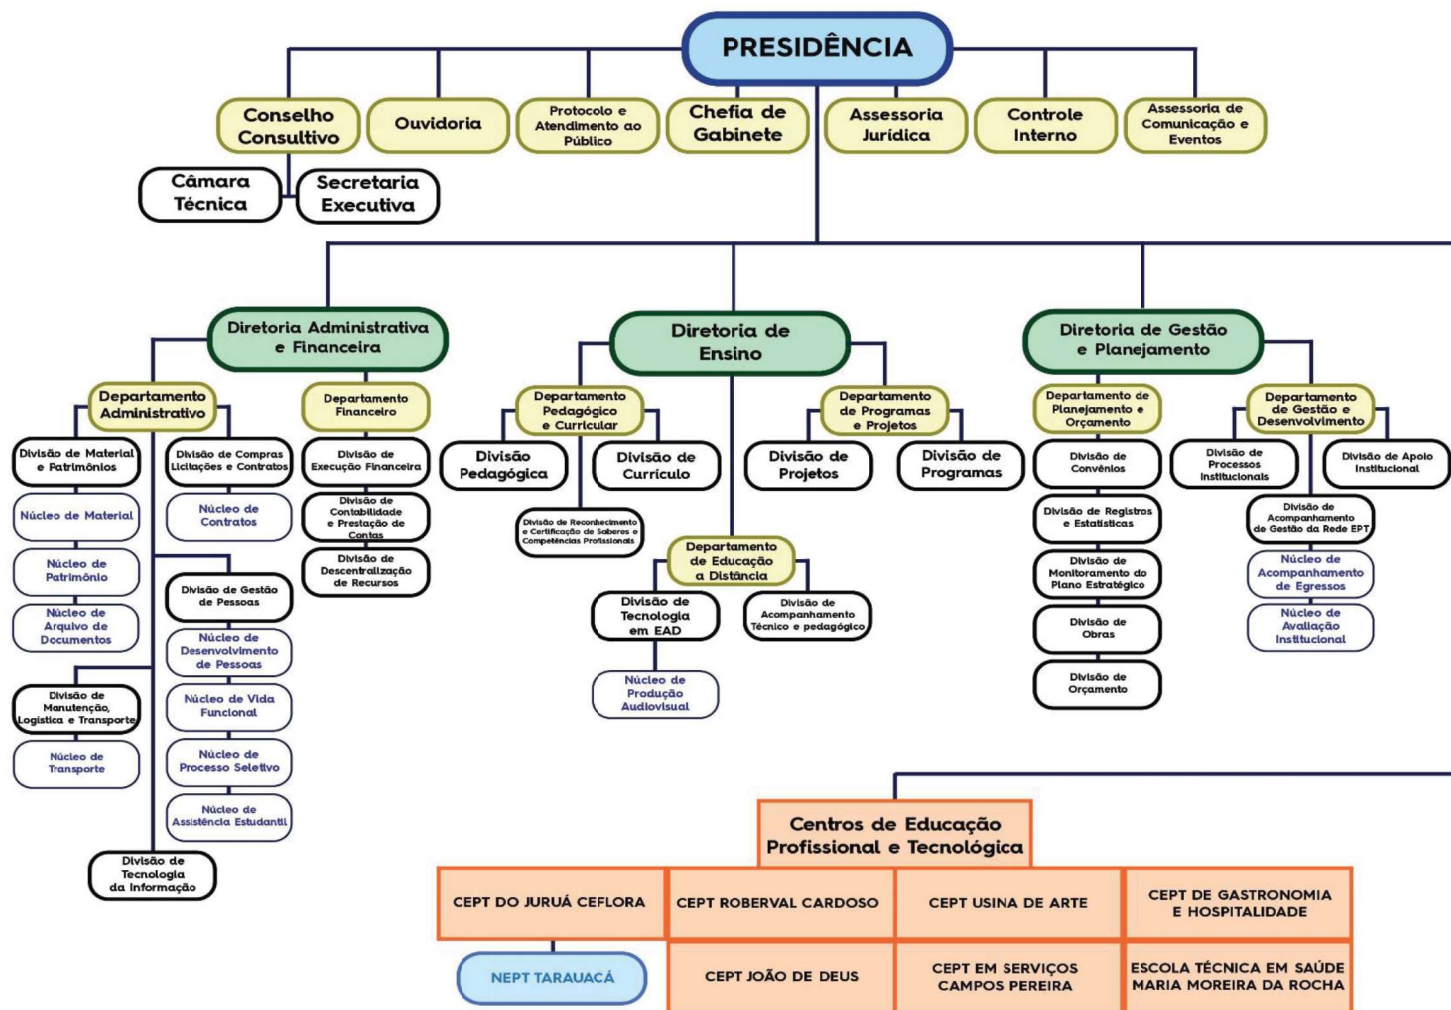 PRESIDÊNCIA
Conselho
Consultivo
Ouvidoria
Protocolo e
Atendimento ao
Público
Chefia de
Gabinete
Assessoria
Jurídica
Controle
Interno
Assessoria de
Comunicação e
Eventos
Câmara
Técnica
Secretaria
Executiva
Diretoria Administrativa
e Financeira
Departamento
Administrativo
Departamento
Financeiro
Divisão de Material
e Patrimônios
Núcleo de Material
Núcleo de
Patrimônio
Núcleo de
Arquivo de
Documentos
Divisão de Compras
Licitações e Contratos
Núcleo de
Contratos
Divisão de Gestão
de Pessoas
Núcleo de
Desenvolvimento
de Pessoas
Núcleo de Vida
Funcional
Núcleo de
Processo Seletivo
Núcleo de
Assistência Estudantil
Divisão de
Manutenção,
Logística e Transporte
Núcleo de
Transporte
Divisão de
Tecnologia
da Informação
Divisão de
Execução Financeira
Divisão de
Contabilidade
e Prestação de
Contas
Divisão de
Descentralização
de Recursos
Diretoria de
Ensino
Departamento
Pedagógico
e Curricular
Divisão
Pedagógica
Divisão de
Currículo
Divisão de Reconhecimento
e Certificação de Saberes e
Competências Profissionais
Departamento
de Programas
e Projetos
Divisão de
Projetos
Divisão de
Programas
Departamento
de Educação
a Distância
Divisão de
Tecnologia
em EAD
Núcleo de
Produção
Audiovisual
Divisão de
Acompanhamento
Técnico e pedagógico
Diretoria de Gestão
e Planejamento
Departamento de
Planejamento e
Orçamento
Divisão de
Convênios
Divisão de Registros
e Estatísticas
Divisão de
Monitoramento do
Plano Estratégico
Divisão de
Obras
Divisão de
Orçamento
Departamento
de Gestão e
Desenvolvimento
Divisão de
Processos
Institucionais
Divisão de Apoio
Institucional
Divisão de
Acompanhamento
de Gestão da Rede EPT
Núcleo de
Acompanhamento
de Egressos
Núcleo de
Avaliação
Institucional
Centros de Educação
Profissional e Tecnológica
CEPT DO JURUÁ CEFLORA
CEPT ROBERVAL CARDOSO
CEPT USINA DE ARTE
CEPT DE GASTRONOMIA
E HOSPITALIDADE
NEPT TARAUACÁ
CEPT JOÃO DE DEUS
CEPT EM SERVIÇOS
CAMPOS PEREIRA
ESCOLA TÉCNICA EM SAÚDE
MARIA MOREIRA DA ROCHA